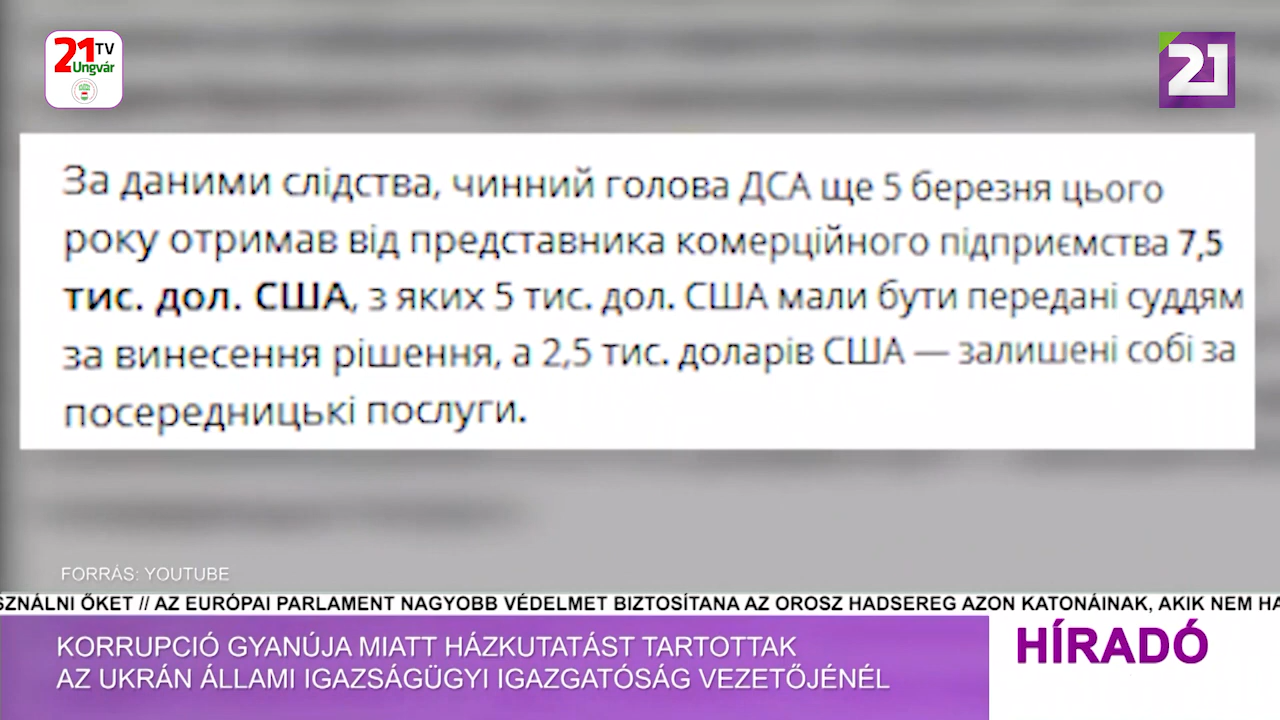 21 TV
Ungvár
21
За даними слідства, чинний голова ДСА ще 5 березня цього
року отримав від представника комерційного підприємства 7,5
тис. дол. США, з яких 5 тис. дол. США мали бути передані суддям
за винесення рішення, а 2,5 тис. доларів США — залишені собі за
посередницькі послуги.
FORRÁS: YOUTUBE
ŐKET // AZ EURÓPAI PARLAMENT NAGYOBB VÉDELMET BIZTOSÍTANA AZ OROSZ HADSEREG AZON KATONÁINAK, AKIK NEM
KORRUPCIÓ GYANÚJA MIATT HÁZKUTATÁST TARTOTTAK
AZ UKRÁN ÁLLAMI IGAZSÁGÜGYI IGAZGATÓSÁG VEZETŐJÉNÉL
HÍRADÓ